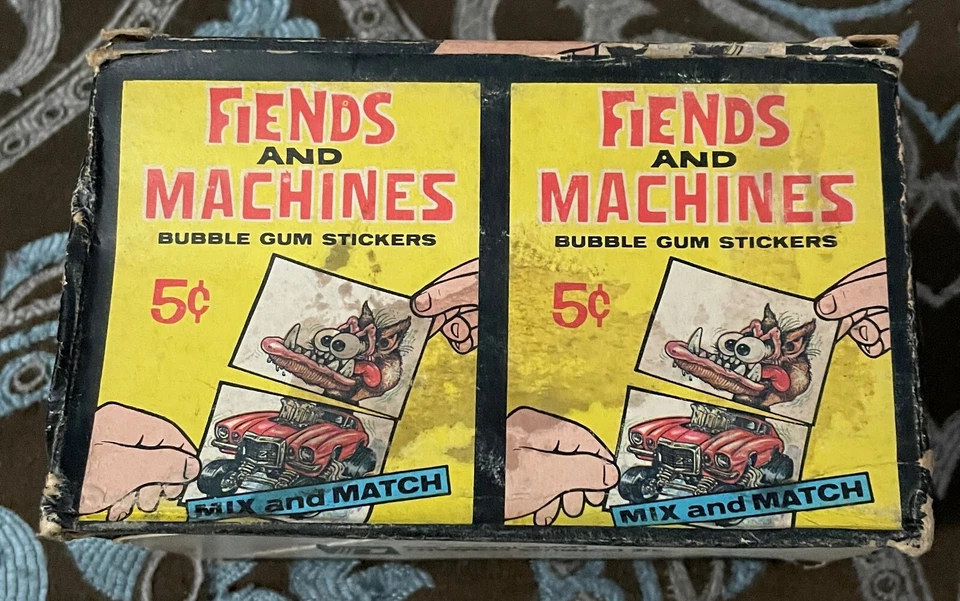 FiENDS
AND
MACHINES
BUBBLE GUM STICKERS
5¢
MIX and MATCH
FiENDS
AND
MACHINES
BUBBLE GUM STICKERS
5¢
MIX and MATCH